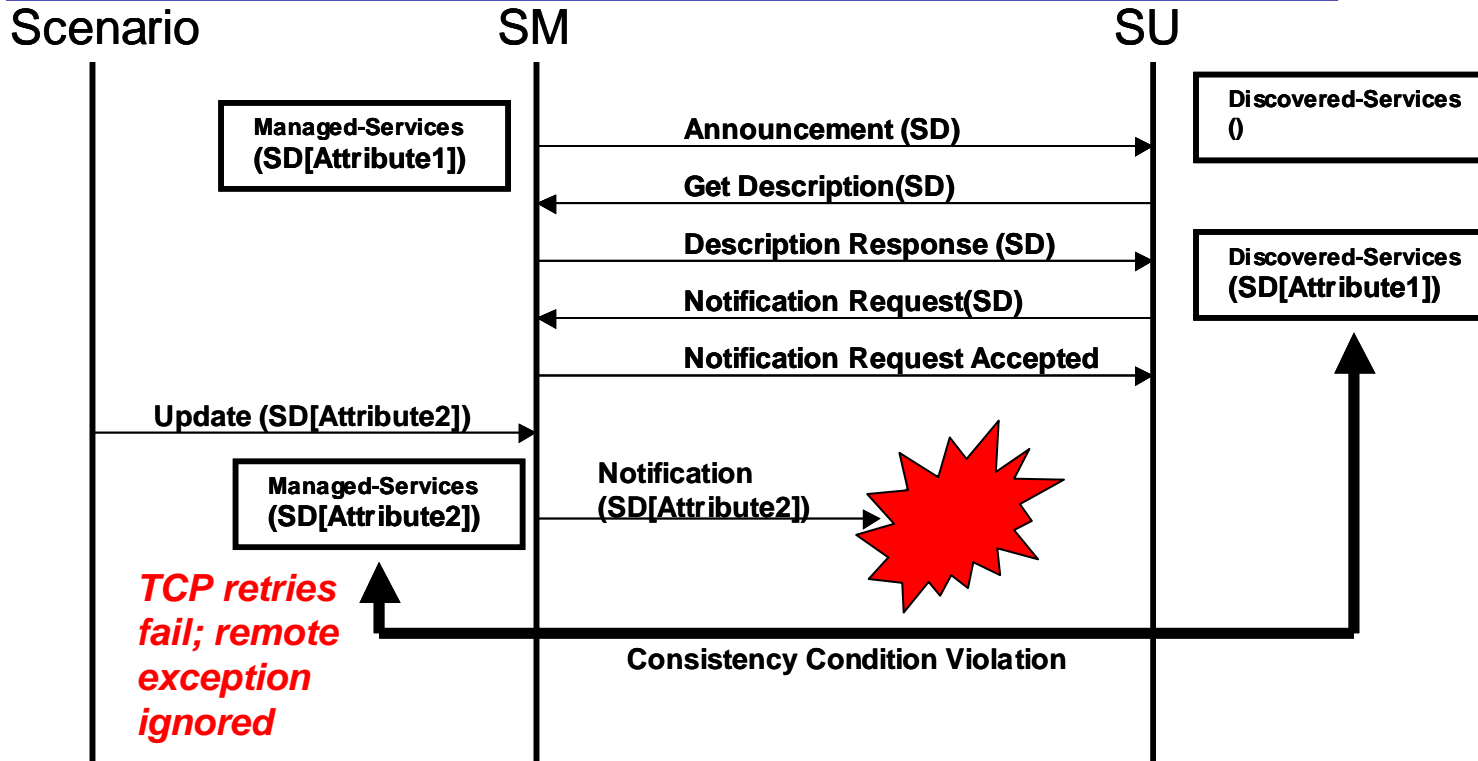 Scenario
SM
SU
Managed-Services
(SD[Attribute1])
Announcement (SD)
Discovered-Services
()
Get Description(SD)
Description Response (SD)
Discovered-Services
(SD[Attribute1])
Notification Request(SD)
Notification Request Accepted
Update (SD[Attribute2])
Managed-Services
(SD[Attribute2])
Notification
(SD[Attribute2])
TCP retries
fail; remote
exception
ignored
Consistency Condition Violation